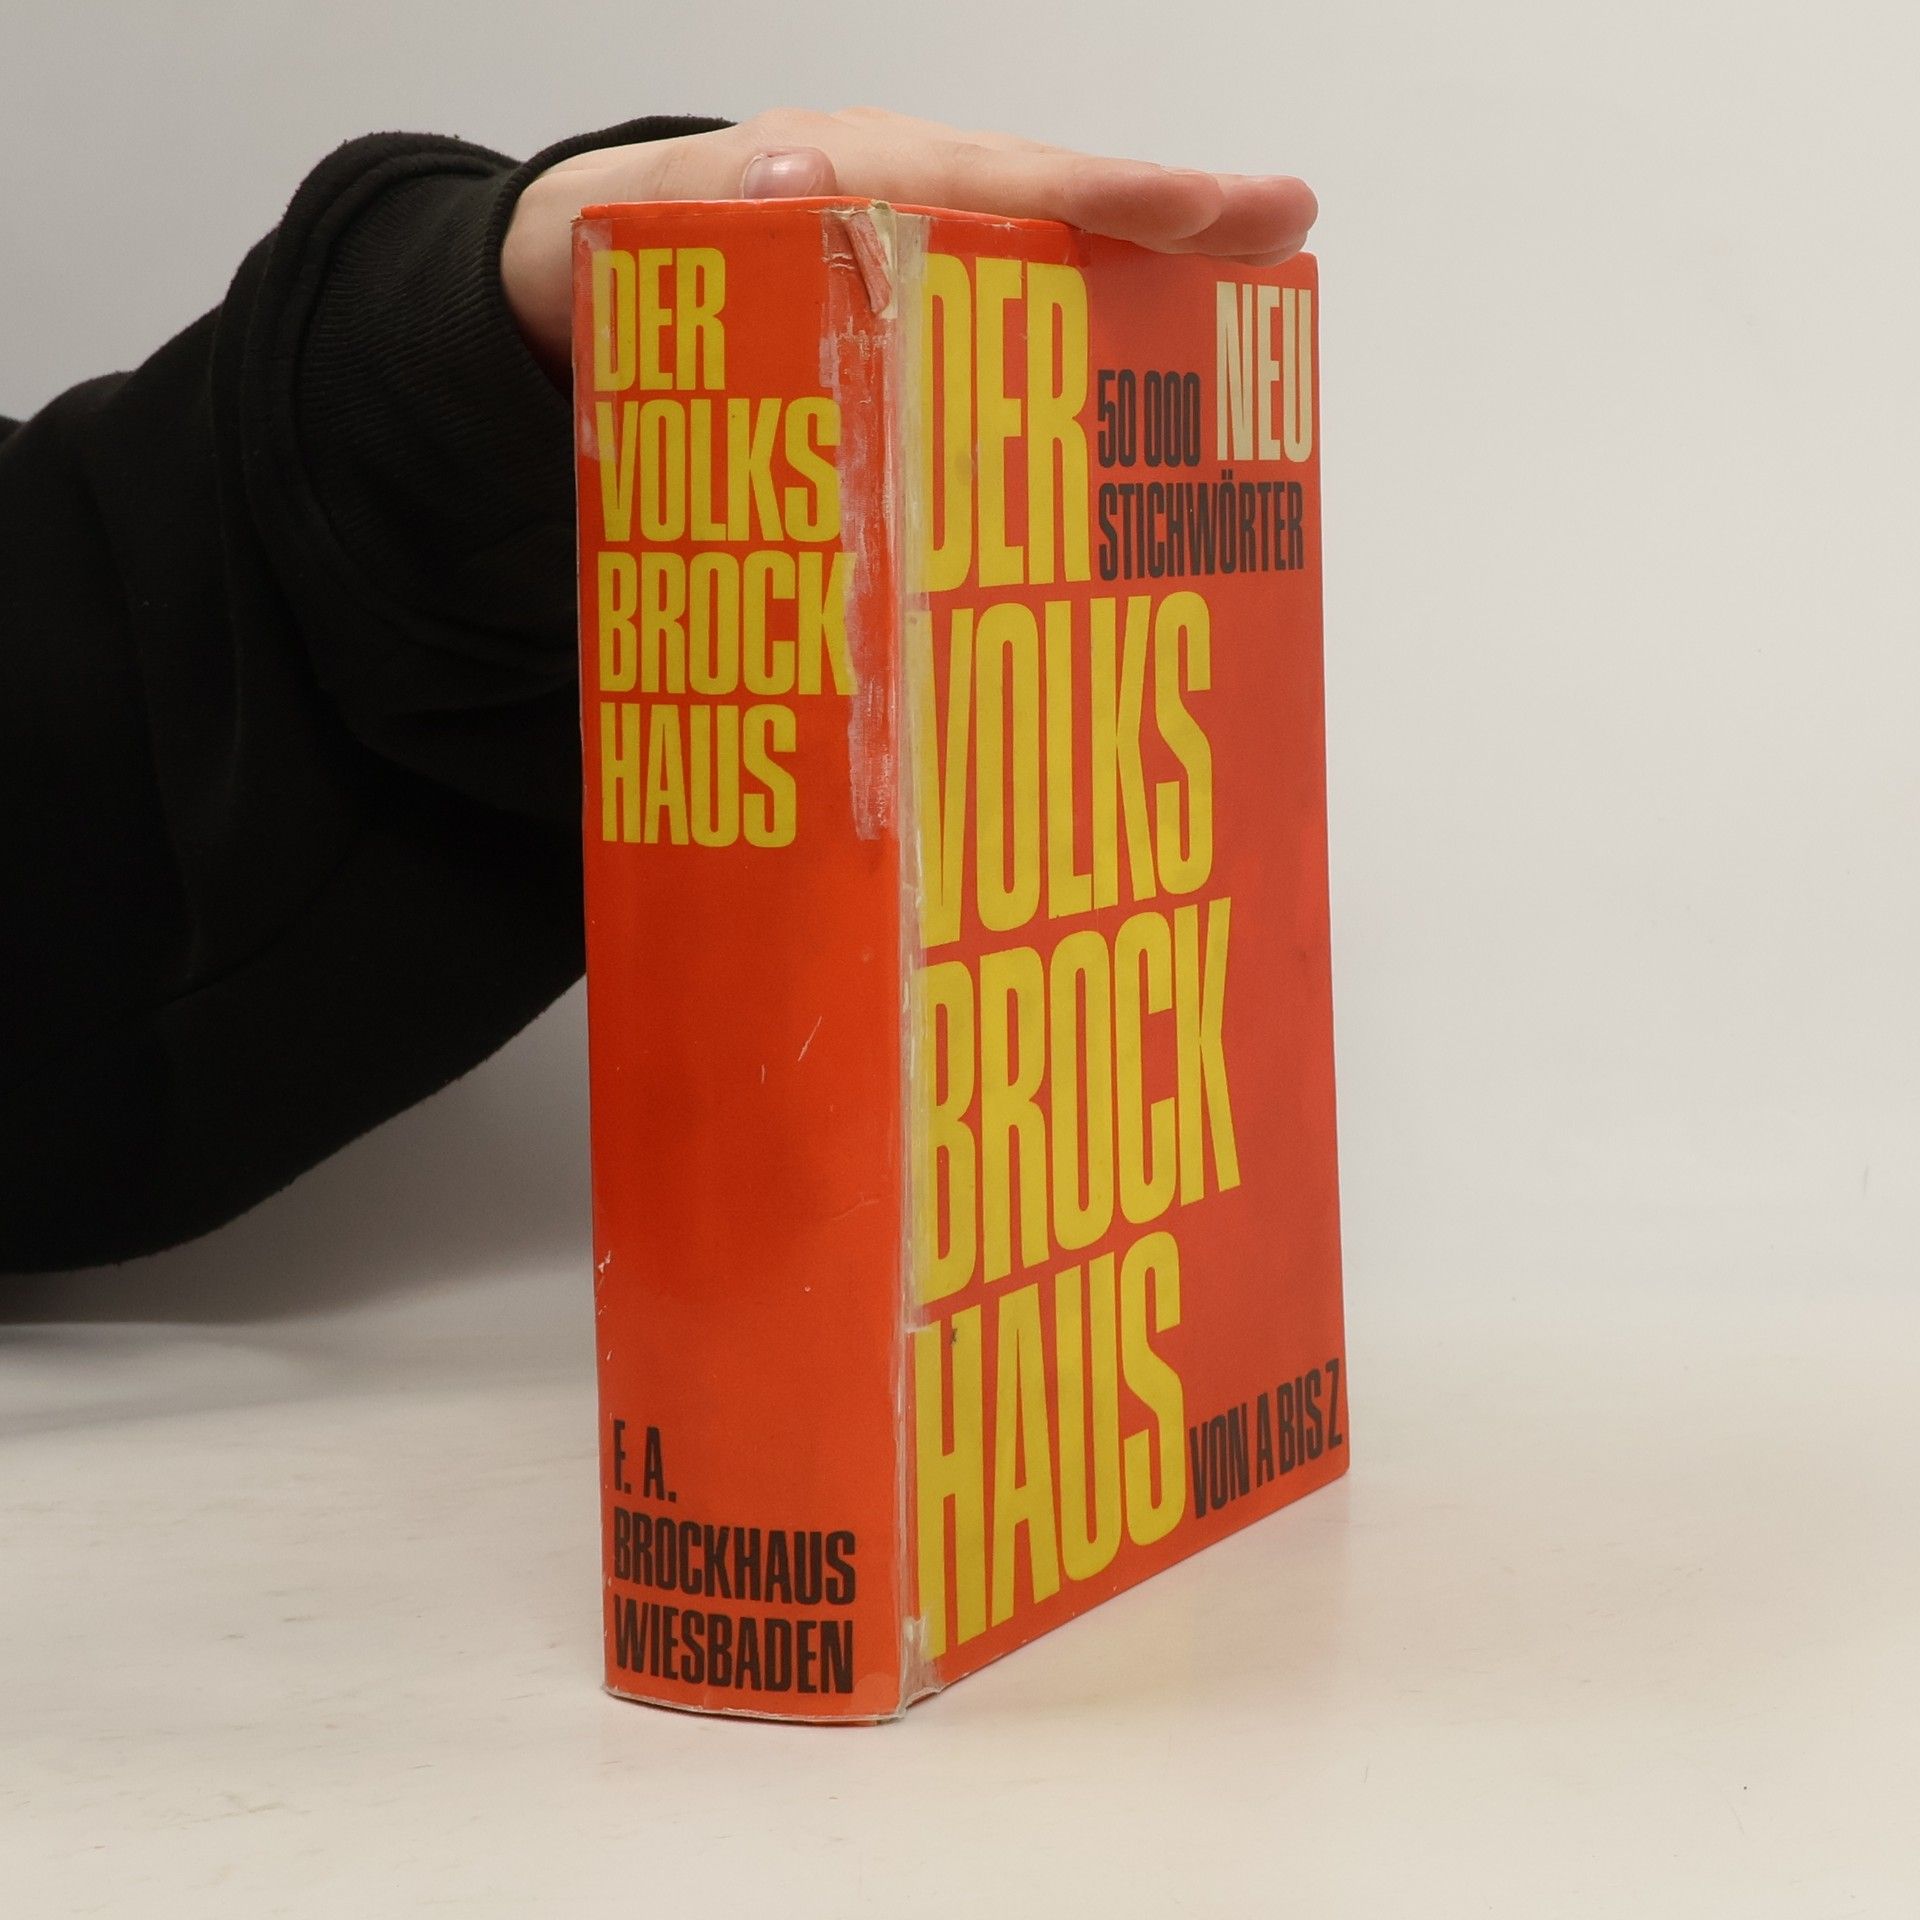 DER
VOLKS
BROCK
HAUS
F. A.
BROCKHAUS
WIESBADEN
DER
50 000 NEU
STICHWÖRTER
VOLKS
BROCK
HAUS
VON A BIS Z